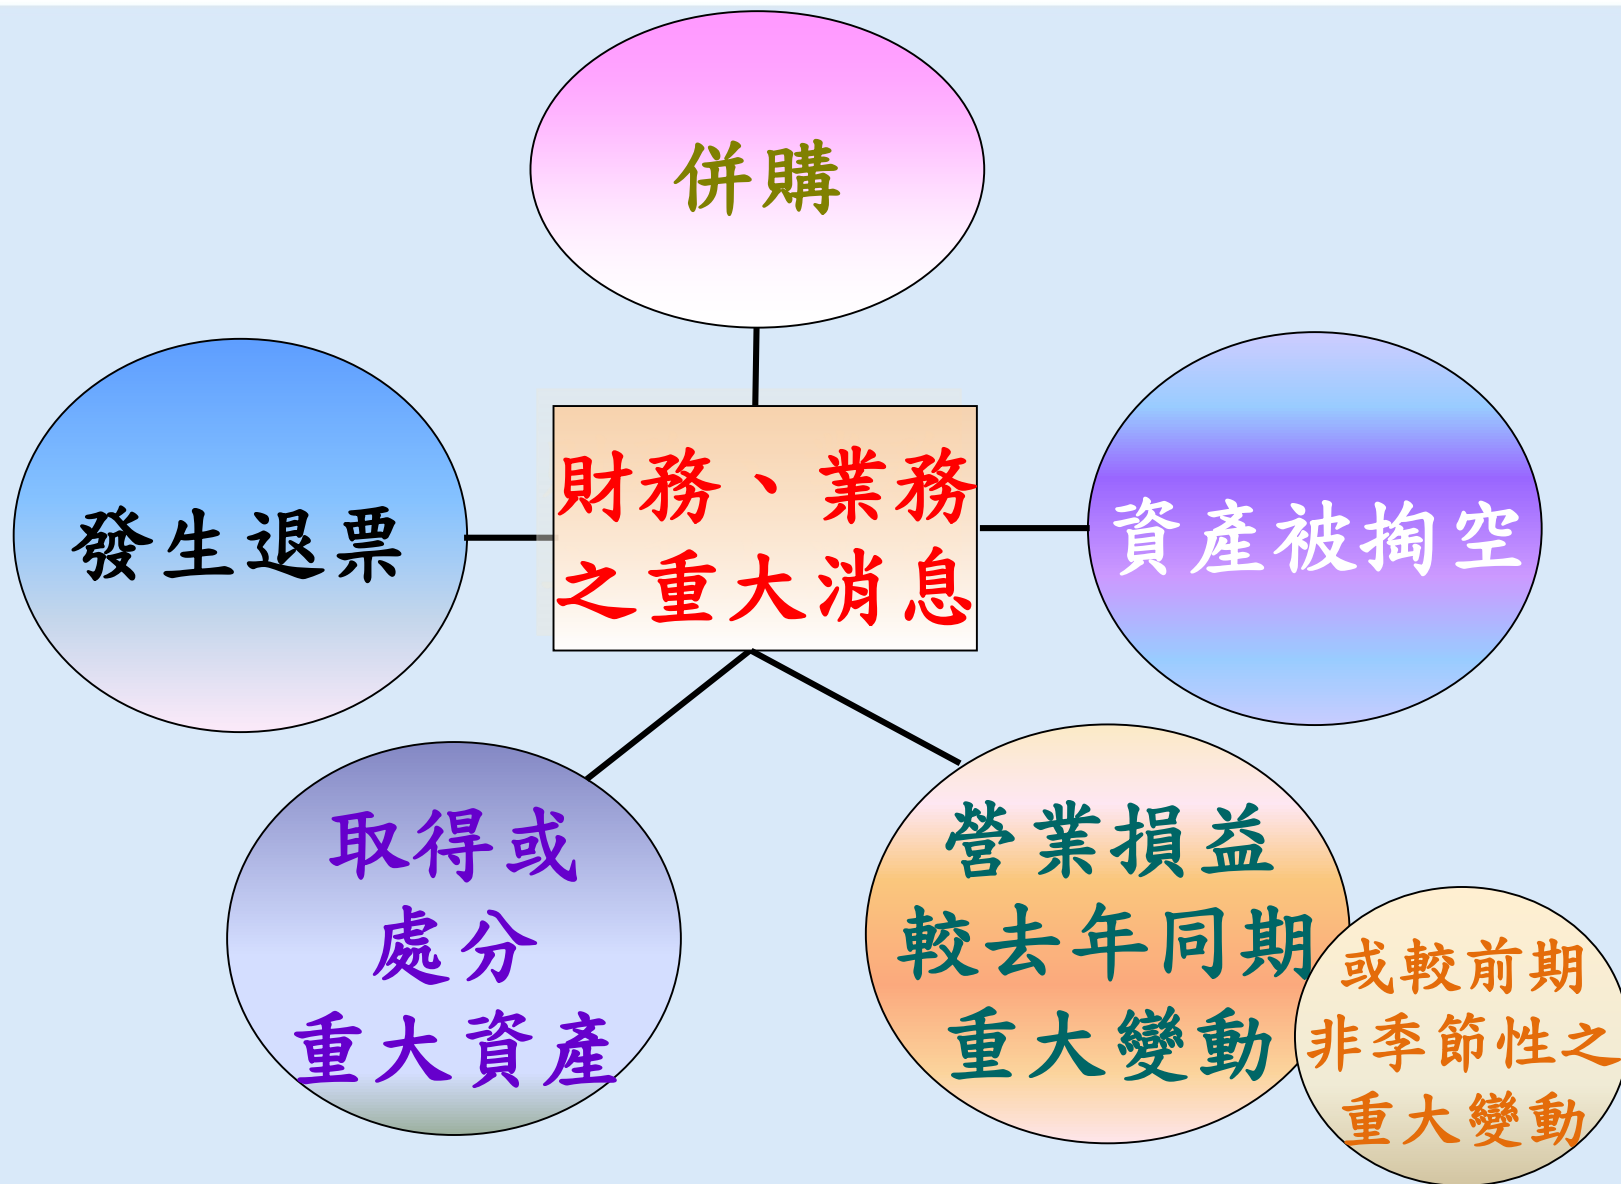 併購
發生退票
財務、業務
之重大消息
資產被掏空
取得或
處分
重大資產
營業損益
較去年同期
重大變動
或較前期
非季節性之
重大變動